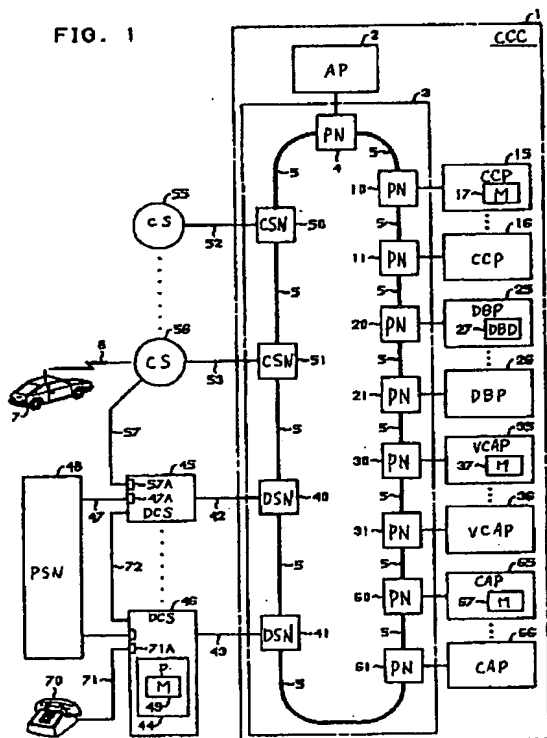 FIG. 1
1
CCC
2
AP
3
PN
4
5
5
15
CCP
17 M
10 PN
55
CS
52
CSN
50
5
16
CCP
11 PN
5
5
25
DBP
27 DBD
20 PN
56
CS
6
7
53
CSN
51
5
26
DBP
21 PN
57
5
5
35
VCAP
37 M
30 PN
48
45
57A
47
47A
DCS
42
DSN
40
5
36
VCAP
31 PN
PSN
72
5
5
65
CAP
67 M
60 PN
46
DCS
43
DSN
41
5
70
71
71A
P
M
49
44
5
66
CAP
PN
61